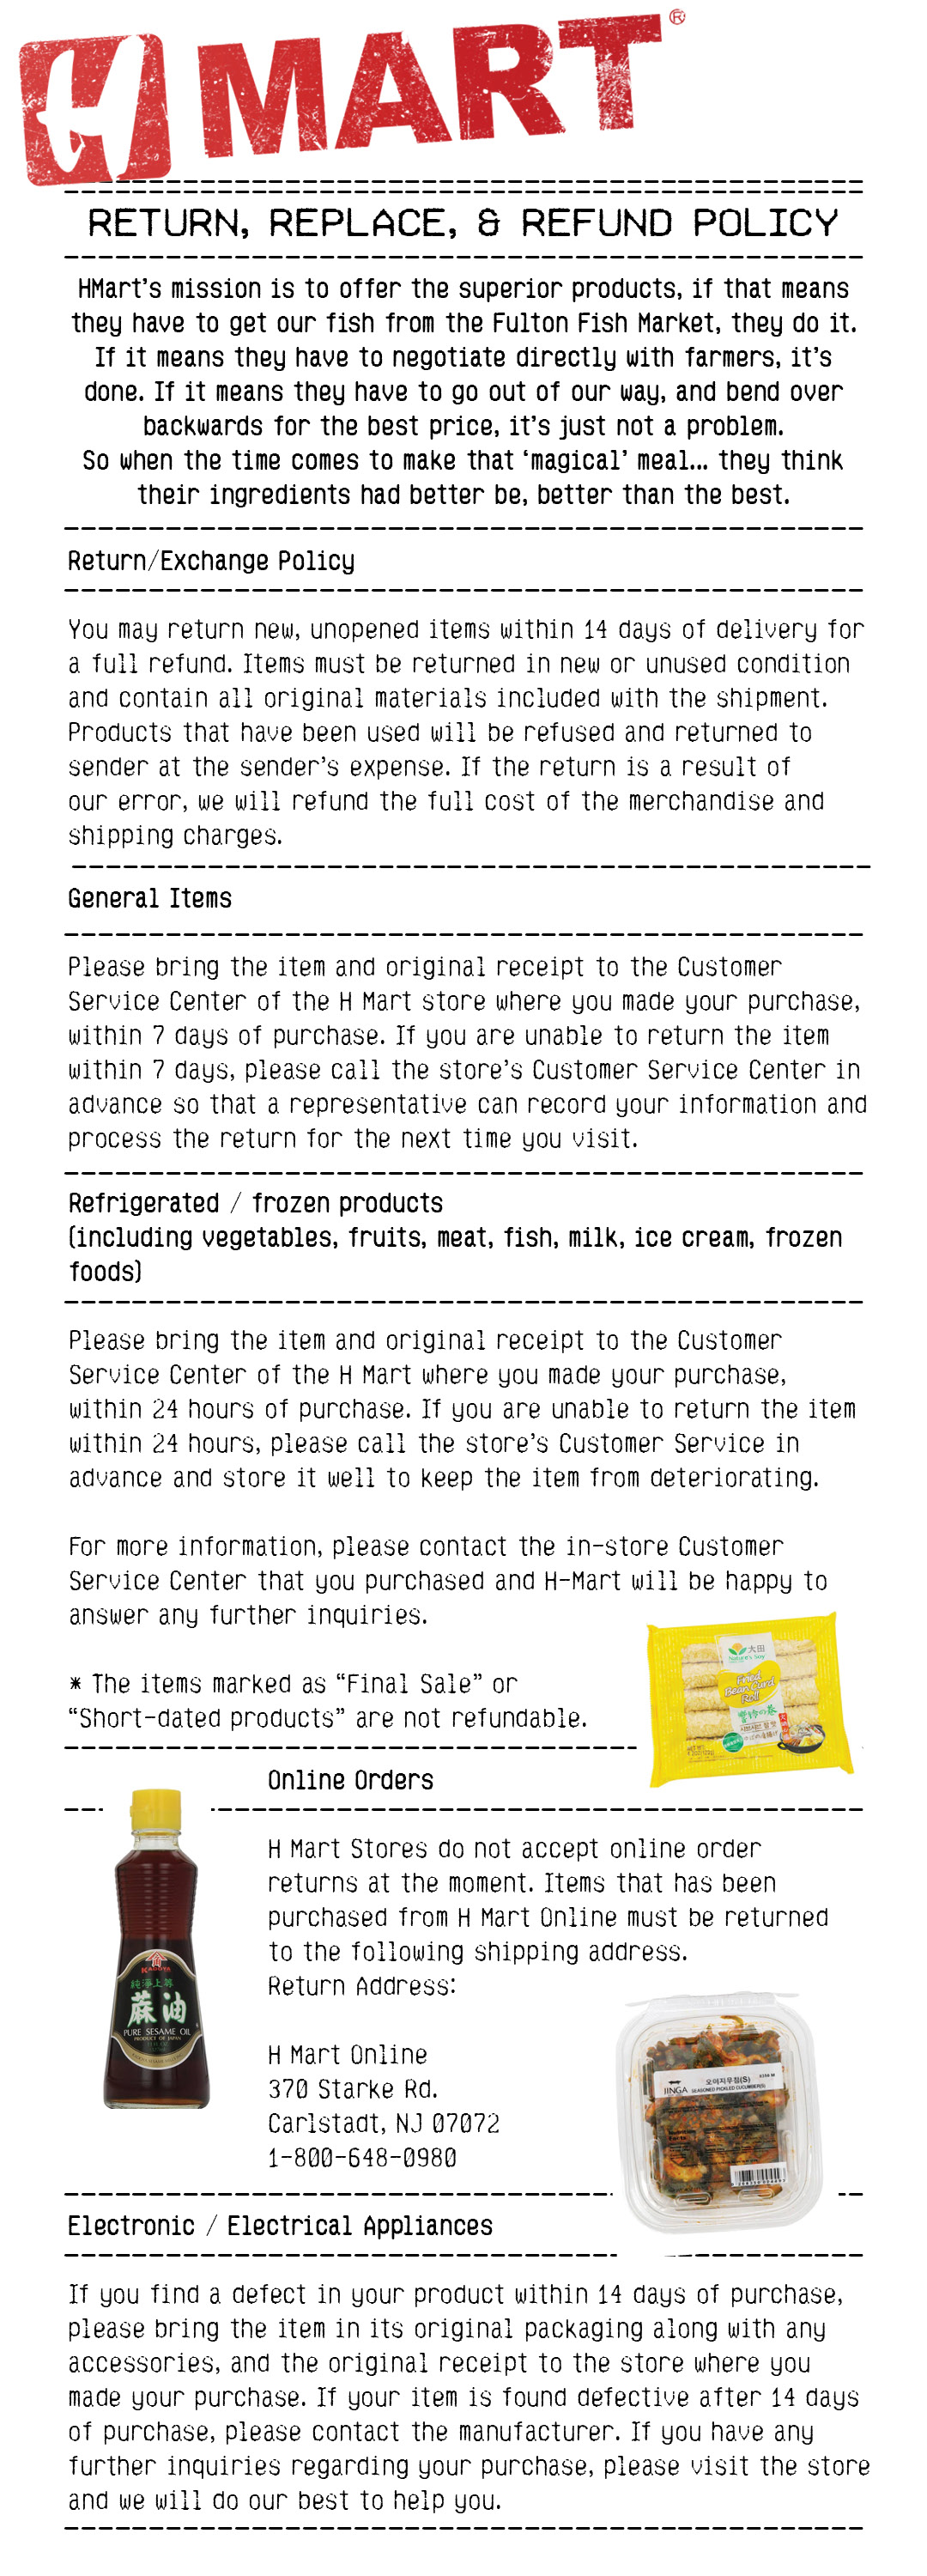 H MART®
RETURN, REPLACE, & REFUND POLICY
HMart's mission is to offer the superior products, if that means
they have to get our fish from the Fulton Fish Market, they do it.
If it means they have to negotiate directly with farmers, it's
done. If it means they have to go out of our way, and bend over
backwards for the best price, it's just not a problem.
So when the time comes to make that ‘magical’ meal... they think
their ingredients had better be, better than the best.
Return/Exchange Policy
You may return new, unopened items within 14 days of delivery for
a full refund. Items must be returned in new or unused condition
and contain all original materials included with the shipment.
Products that have been used will be refused and returned to
sender at the sender's expense. If the return is a result of
our error, we will refund the full cost of the merchandise and
shipping charges.
General Items
Please bring the item and original receipt to the Customer
Service Center of the H Mart store where you made your purchase,
within 7 days of purchase. If you are unable to return the item
within 7 days, please call the store's Customer Service Center in
advance so that a representative can record your information and
process the return for the next time you visit.
Refrigerated / frozen products
(including vegetables, fruits, meat, fish, milk, ice cream, frozen
foods)
Please bring the item and original receipt to the Customer
Service Center of the H Mart where you made your purchase,
within 24 hours of purchase. If you are unable to return the item
within 24 hours, please call the store's Customer Service in
advance and store it well to keep the item from deteriorating.
For more information, please contact the in-store Customer
Service Center that you purchased and H-Mart will be happy to
answer any further inquiries.
* The items marked as “Final Sale” or
“Short-dated products” are not refundable.
大田
Nature's Soy
Fried
Bean Curd
Roll
Online Orders
H Mart Stores do not accept online order
returns at the moment. Items that has been
purchased from H Mart Online must be returned
to the following shipping address.
Return Address:
H Mart Online
370 Starke Rd.
Carlstadt, NJ 07072
1-800-648-0980
KADOYA
麻油
PURE SESAME OIL
PRODUCT OF JAPAN
JINGA
오이지무침(S)
SEASONED PICKLED CUCUMBER(S)
Electronic / Electrical Appliances
If you find a defect in your product within 14 days of purchase,
please bring the item in its original packaging along with any
accessories, and the original receipt to the store where you
made your purchase. If your item is found defective after 14 days
of purchase, please contact the manufacturer. If you have any
further inquiries regarding your purchase, please visit the store
and we will do our best to help you.